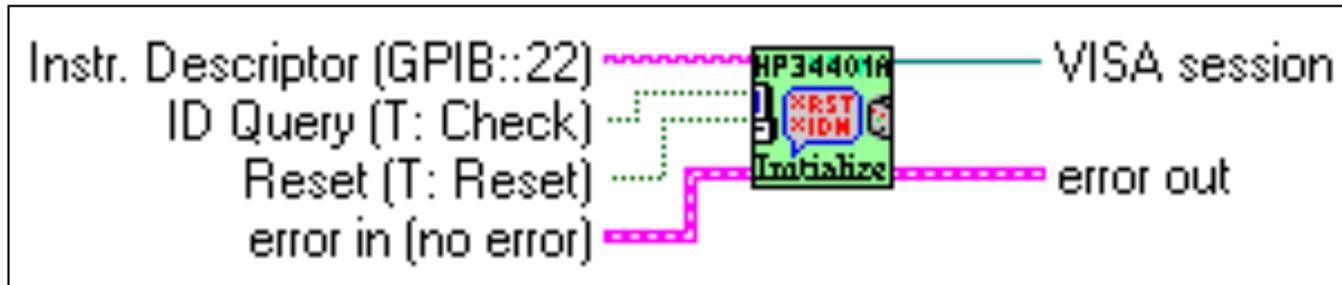 Instr. Descriptor (GPIB::22)
ID Query (T: Check)
Reset (T: Reset)
error in (no error)
HP34401A
*RST
*IDN
Initialize
VISA session
error out